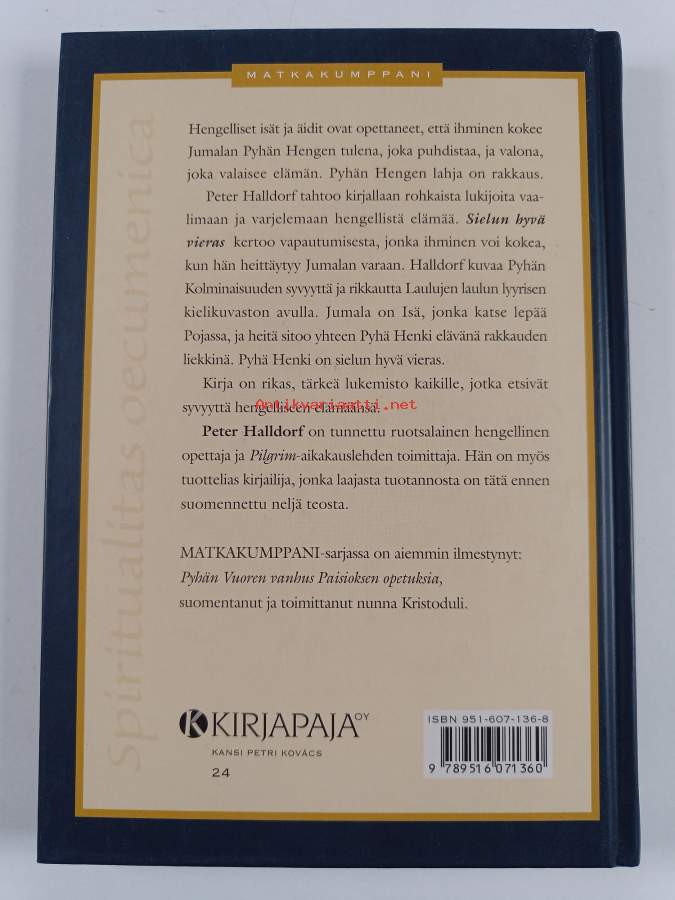 MATKAKUMPPANI
Spiritualitas oecumenica
Hengelliset isät ja äidit ovat opettaneet, että ihminen kokee
Jumalan Pyhän Hengen tulena, joka puhdistaa, ja valona,
joka valaisee elämän. Pyhän Hengen lahja on rakkaus.
Peter Halldorf tahtoo kirjallaan rohkaista lukijoita vaa-
limaan ja varjelemaan hengellistä elämää. Sielun hyvä
vieras kertoo vapautumisesta, jonka ihminen voi kokea,
kun hän heittäytyy Jumalan varaan. Halldorf kuvaa Pyhän
Kolminaisuuden syvyyttä ja rikkautta Laulujen laulun lyyrisen
kielikuvaston avulla. Jumala on Isä, jonka katse lepää
Pojassa, ja heitä sitoo yhteen Pyhä Henki elävänä rakkauden
liekkinä. Pyhä Henki on sielun hyvä vieras.
Kirja on rikas, tärkeä lukemisto kaikille, jotka etsivät
syvyyttä hengelliseen elämäänsä.
Antikvariaatti.net
Peter Halldorf on tunnettu ruotsalainen hengellinen
opettaja ja Pilgrim-aikakauslehden toimittaja. Hän on myös
tuottelias kirjailija, jonka laajasta tuotannosta on tätä ennen
suomennettu neljä teosta.
MATKAKUMPPANI-sarjassa on aiemmin ilmestynyt:
Pyhän Vuoren vanhus Paisioksen opetuksia,
suomentanut ja toimittanut nunna Kristoduli.
KIRJAPAJA OY
KANSI PETRI KOVÁCS
24
ISBN 951-607-136-8
9 789516 071360